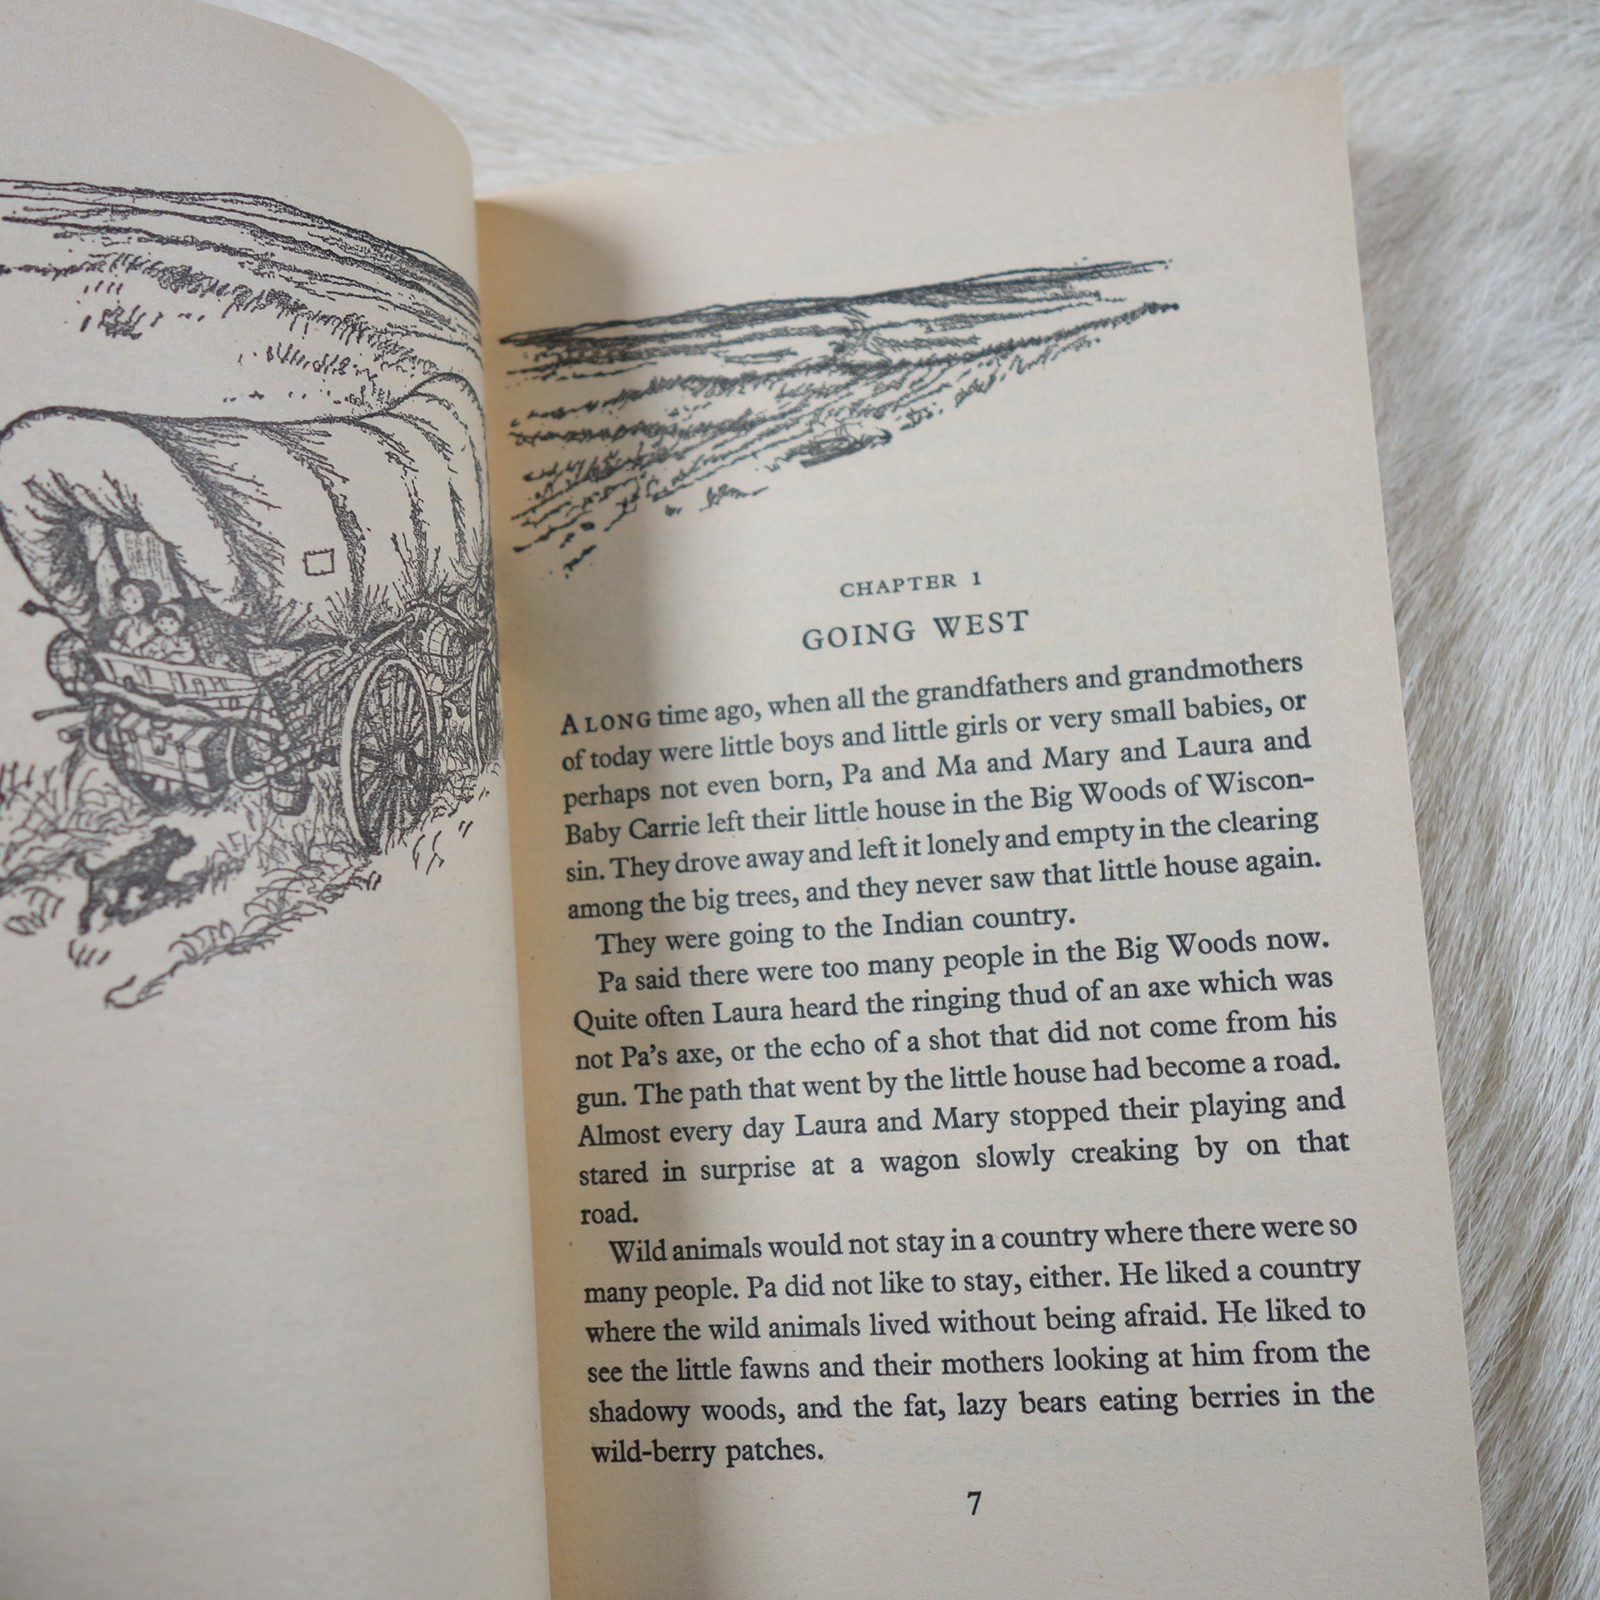 CHAPTER 1
GOING WEST
A LONG time ago, when all the grandfathers and grandmothers
of today were little boys and little girls or very small babies, or
perhaps not even born, Pa and Ma and Mary and Laura and
Baby Carrie left their little house in the Big Woods of Wiscon-
sin. They drove away and left it lonely and empty in the clearing
among the big trees, and they never saw that little house again.
They were going to the Indian country.
Pa said there were too many people in the Big Woods now.
Quite often Laura heard the ringing thud of an axe which was
not Pa's axe, or the echo of a shot that did not come from his
gun. The path that went by the little house had become a road.
Almost every day Laura and Mary stopped their playing and
stared in surprise at a wagon slowly creaking by on that
road.
Wild animals would not stay in a country where there were so
many people. Pa did not like to stay, either. He liked a country
where the wild animals lived without being afraid. He liked to
see the little fawns and their mothers looking at him from the
shadowy woods, and the fat, lazy bears eating berries in the
wild-berry patches.
7